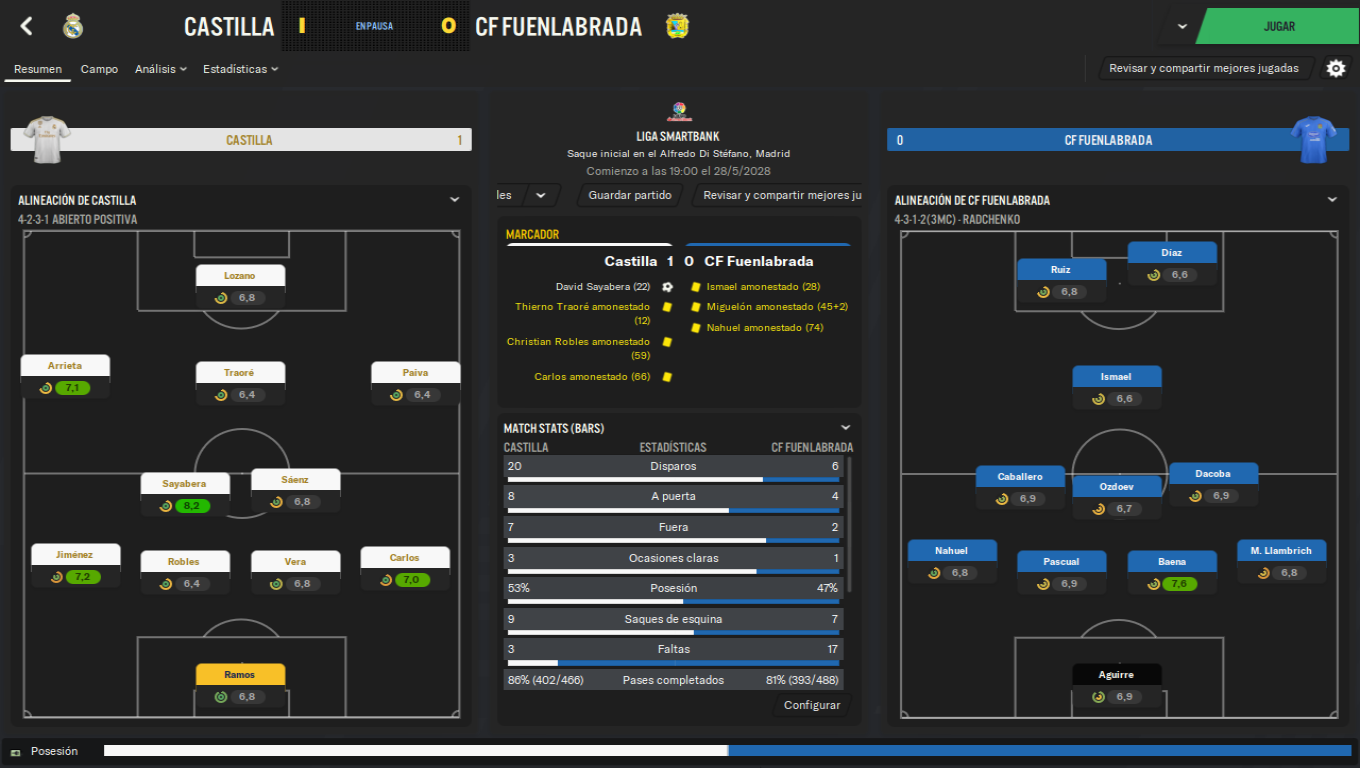 CASTILLA
1
EN PAUSA
0
CF FUENLABRADA
JUGAR
Resumen
Campo
Análisis
Estadísticas
Revisar y compartir mejores jugadas
CASTILLA 1
ALINEACIÓN DE CASTILLA
4-2-3-1 ABIERTO POSITIVA
Lozano
6,8
Arrieta
7,1
Traoré
6,4
Paiva
6,4
Sayabera
8,2
Sáenz
6,8
Jiménez
7,2
Robles
6,4
Vera
6,8
Carlos
7,0
Ramos
6,8
LIGA SMARTBANK
Saque inicial en el Alfredo Di Stéfano, Madrid
Comienzo a las 19:00 el 28/5/2028
les
Guardar partido
Revisar y compartir mejores ju
MARCADOR
Castilla 1 0 CF Fuenlabrada
David Sayabera (22)
Thierno Traoré amonestado
(12)
Christian Robles amonestado
(59)
Carlos amonestado (66)
Ismael amonestado (28)
Miguelón amonestado (45+2)
Nahuel amonestado (74)
MATCH STATS (BARS)
CASTILLA ESTADÍSTICAS CF FUENLABRADA
20 Disparos 6
8 A puerta 4
7 Fuera 2
3 Ocasiones claras 1
53% Posesión 47%
9 Saques de esquina 7
3 Faltas 17
86% (402/466) Pases completados 81% (393/488)
Configurar
0 CF FUENLABRADA
ALINEACIÓN DE CF FUENLABRADA
4-3-1-2 (3MC) - RADCHENKO
Díaz
6,6
Ruiz
6,8
Ismael
6,6
Caballero
6,9
Ozdoev
6,7
Dacoba
6,9
Nahuel
6,8
Pascual
6,9
Baena
7,6
M. Llambrich
6,8
Aguirre
6,9
Posesión